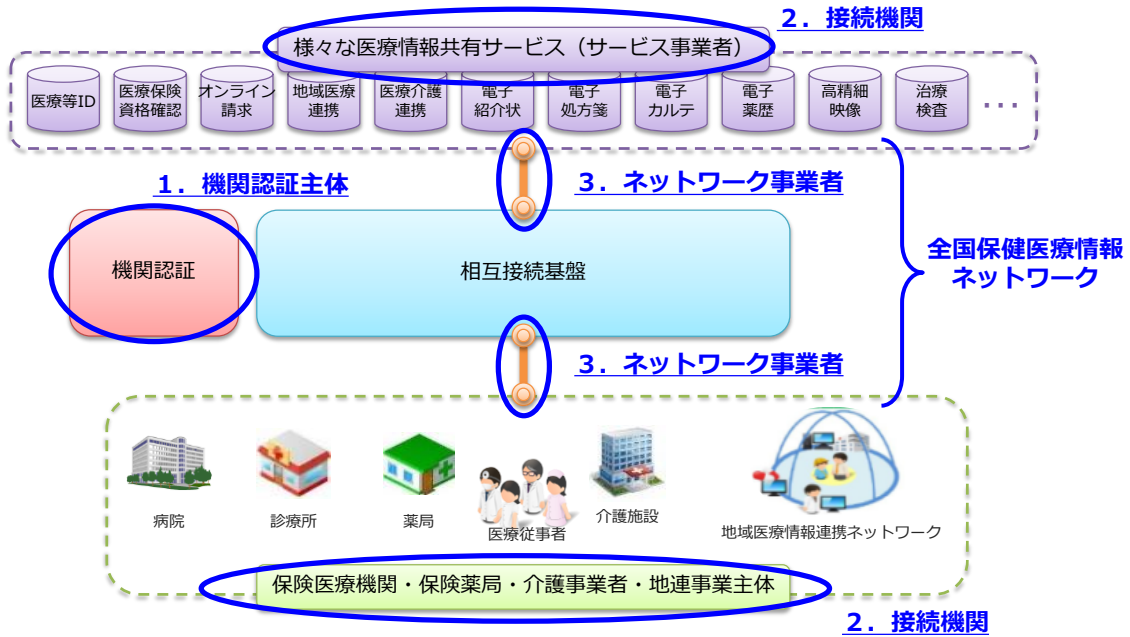 2．接続機関
様々な医療情報共有サービス（サービス事業者）
医療等ID
医療保険
資格確認
オンライン
請求
地域医療
連携
医療介護
連携
電子
紹介状
電子
処方箋
電子
カルテ
電子
薬歴
高精細
映像
治療
検査
…
1．機関認証主体
3．ネットワーク事業者
機関認証
相互接続基盤
全国保健医療情報
ネットワーク
3．ネットワーク事業者
病院
診療所
薬局
医療従事者
介護施設
地域医療情報連携ネットワーク
保険医療機関・保険薬局・介護事業者・地連事業主体
2．接続機関